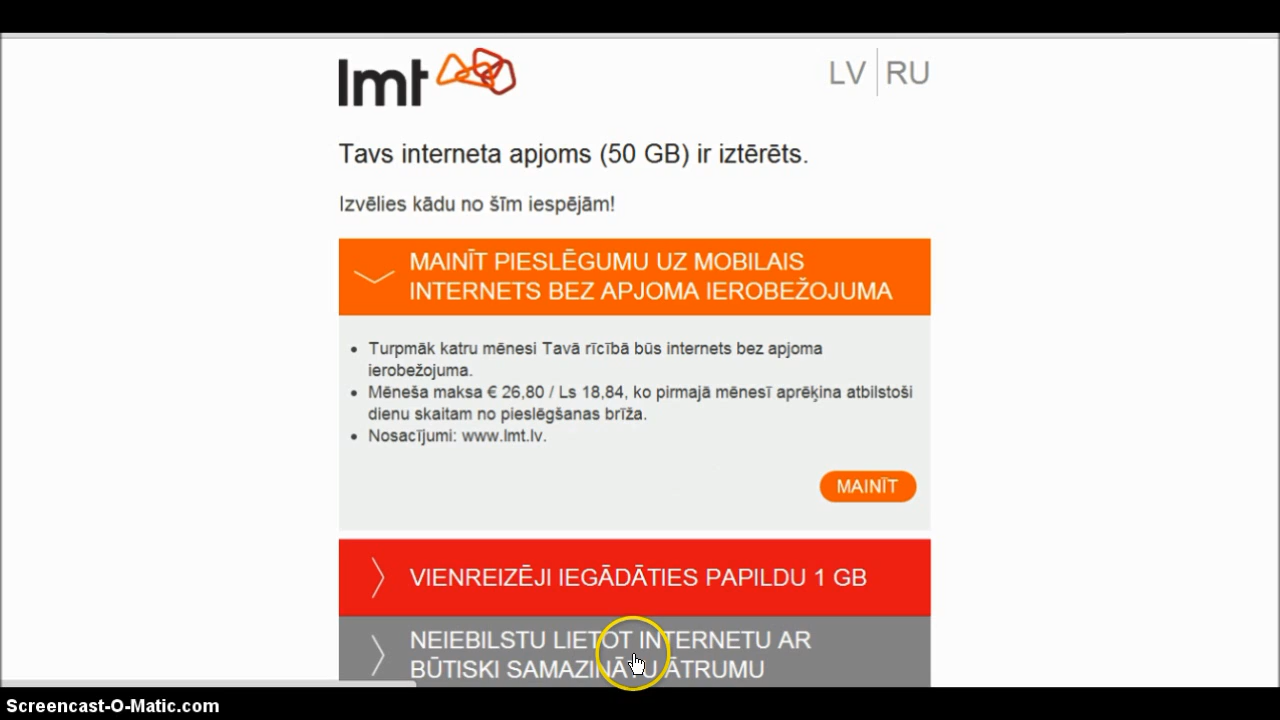 lmt
LV RU
Tavs interneta apjoms (50 GB) ir iztērēts.
Izvēlies kādu no šīm iespējām!
MAINĪT PIESLĒGUMU UZ MOBILAIS
INTERNETS BEZ APJOMA IEROBEŽOJUMA
• Turpmāk katru mēnesi Tavā rīcībā būs internets bez apjoma
ierobežojuma.
• Mēneša maksa € 26,80 / Ls 18,84, ko pirmajā mēnesī aprēķina atbilstoši
dienu skaitam no pieslēgšanas brīža.
• Nosacījumi: www.lmt.lv.
MAINĪT
VIENREIZĒJI IEGĀDĀTIES PAPILDU 1 GB
NEIEBILSTU LIETOT INTERNETU AR
BŪTISKI SAMAZINĀTU ĀTRUMU
Screencast-O-Matic.com